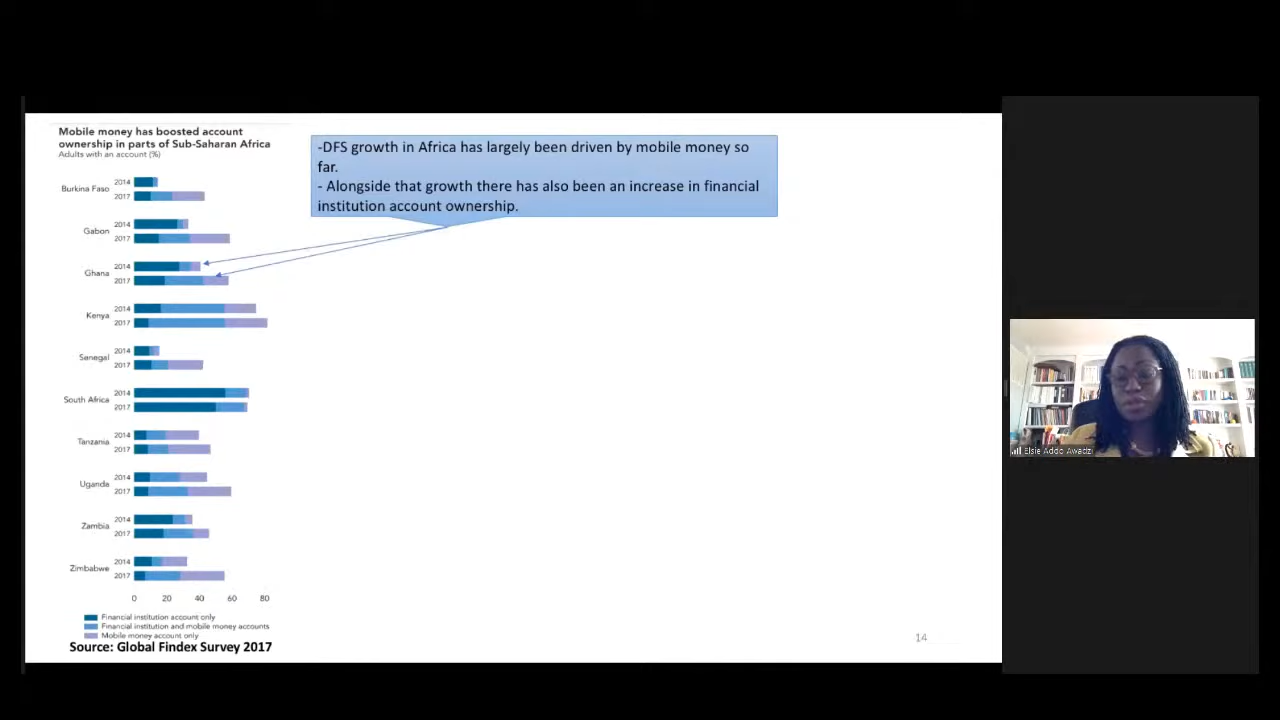 Mobile money has boosted account
ownership in parts of Sub-Saharan Africa
Adults with an account (%)
-DFS growth in Africa has largely been driven by mobile money so
far.
- Alongside that growth there has also been an increase in financial
institution account ownership.
Burkina Faso
2014
2017
Gabon
2014
2017
Ghana
2014
2017
Kenya
2014
2017
Senegal
2014
2017
South Africa
2014
2017
Tanzania
2014
2017
Uganda
2014
2017
Zambia
2014
2017
Zimbabwe
2014
2017
0 20 40 60 80
Financial institution account only
Financial institution and mobile money accounts
Mobile money account only
Source: Global Findex Survey 2017
14
Elsie Addo Awadzi